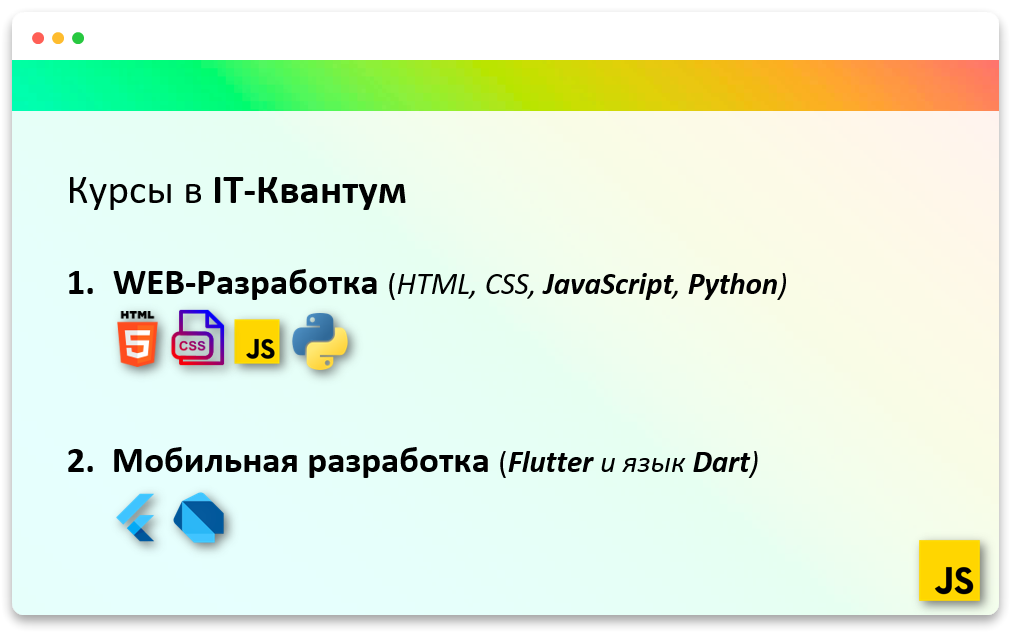 Курсы в IT-Квантум
1. WEB-Разработка (HTML, CSS, JavaScript, Python)
HTML
5
CSS
JS
2. Мобильная разработка (Flutter и язык Dart)
JS